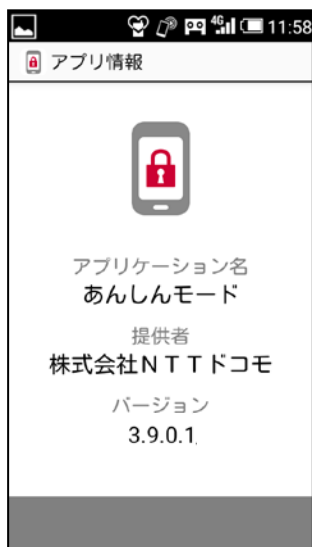 4G 11:58
アプリ情報
アプリケーション名
あんしんモード
提供者
株式会社ＮＴＴドコモ
バージョン
3.9.0.1